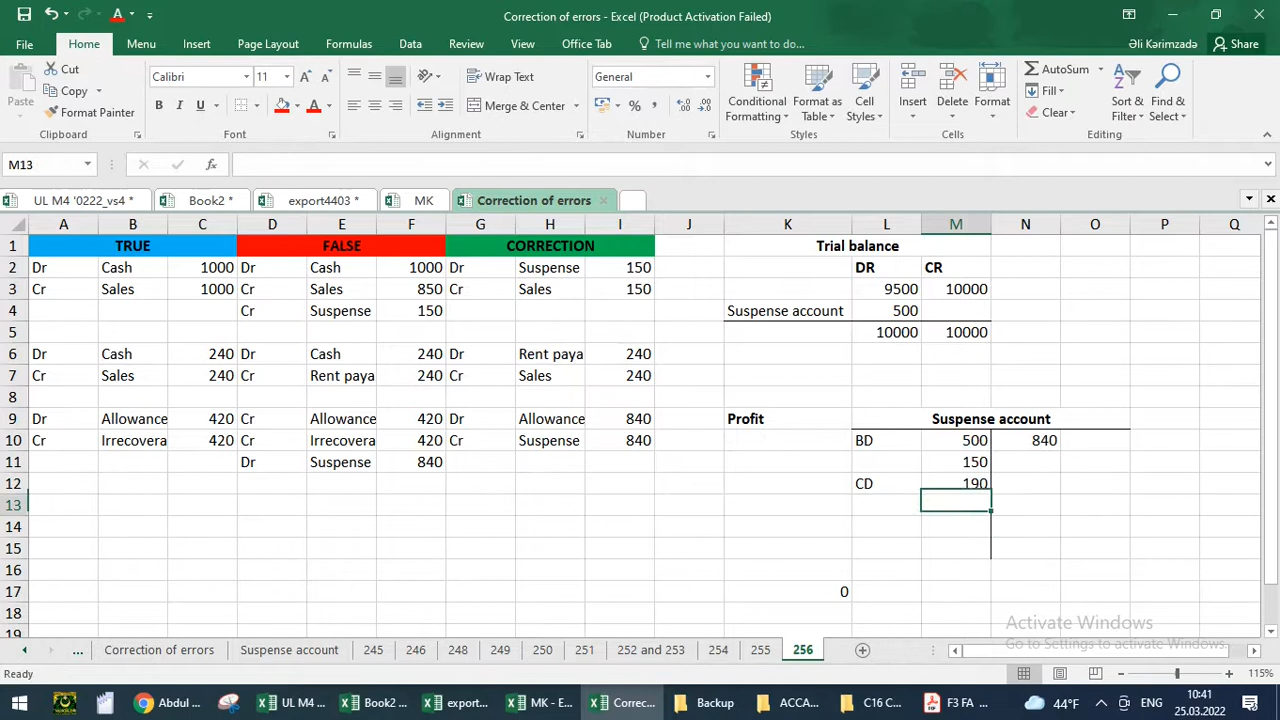 Correction of errors - Excel (Product Activation Failed)
File Home Menu Insert Page Layout Formulas Data Review View Office Tab Tell me what you want to do... Əli Kərimzadə Share
Paste Cut Copy Format Painter
Calibri 11 Wrap Text General Conditional Formatting Format as Table Cell Styles Insert Delete Format AutoSum Fill Clear Sort & Filter Find & Select
B I U Merge & Center
Clipboard Font Alignment Number Styles Cells Editing
M13 fx
UL M4 '0222_vs4 * Book2 * export4403 * MK Correction of errors
A B C D E F G H I J K L M N O P Q
1 TRUE FALSE CORRECTION Trial balance
2 Dr Cash 1000 Dr Cash 1000 Dr Suspense 150 DR CR
3 Cr Sales 1000 Cr Sales 850 Cr Sales 150 9500 10000
4 Cr Suspense 150 Suspense account 500
5 10000 10000
6 Dr Cash 240 Dr Cash 240 Dr Rent paya 240
7 Cr Sales 240 Cr Rent paya 240 Cr Sales 240
8
9 Dr Allowance 420 Cr Allowance 420 Dr Allowance 840 Profit Suspense account
10 Cr Irrecovera 420 Cr Irrecovera 420 Cr Suspense 840 BD 500 840
11 Dr Suspense 840 150
12 CD 190
13
14
15
16
17 0
18
19
Activate Windows
Go to Settings to activate Windows.
... Correction of errors Suspense account 245 248 249 250 251 252 and 253 254 255 256
Ready 115%
Abdul ... UL M4 ... Book2 ... export... MK - E... Correc... Backup ACCA... C16 C... F3 FA ... 44°F ENG
10:41
25.03.2022